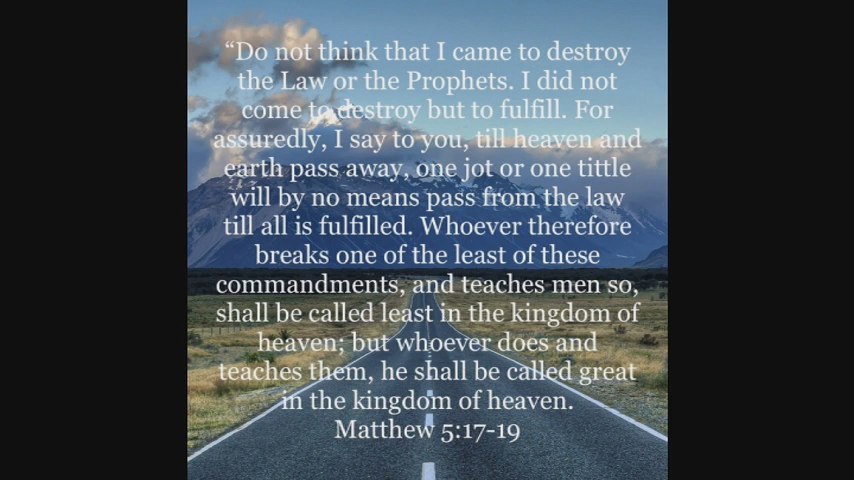 “Do not think that I came to destroy
the Law or the Prophets. I did not
come to destroy but to fulfill. For
assuredly, I say to you, till heaven and
earth pass away, one jot or one tittle
will by no means pass from the law
till all is fulfilled. Whoever therefore
breaks one of the least of these
commandments, and teaches men so,
shall be called least in the kingdom of
heaven; but whoever does and
teaches them, he shall be called great
in the kingdom of heaven.
Matthew 5:17-19